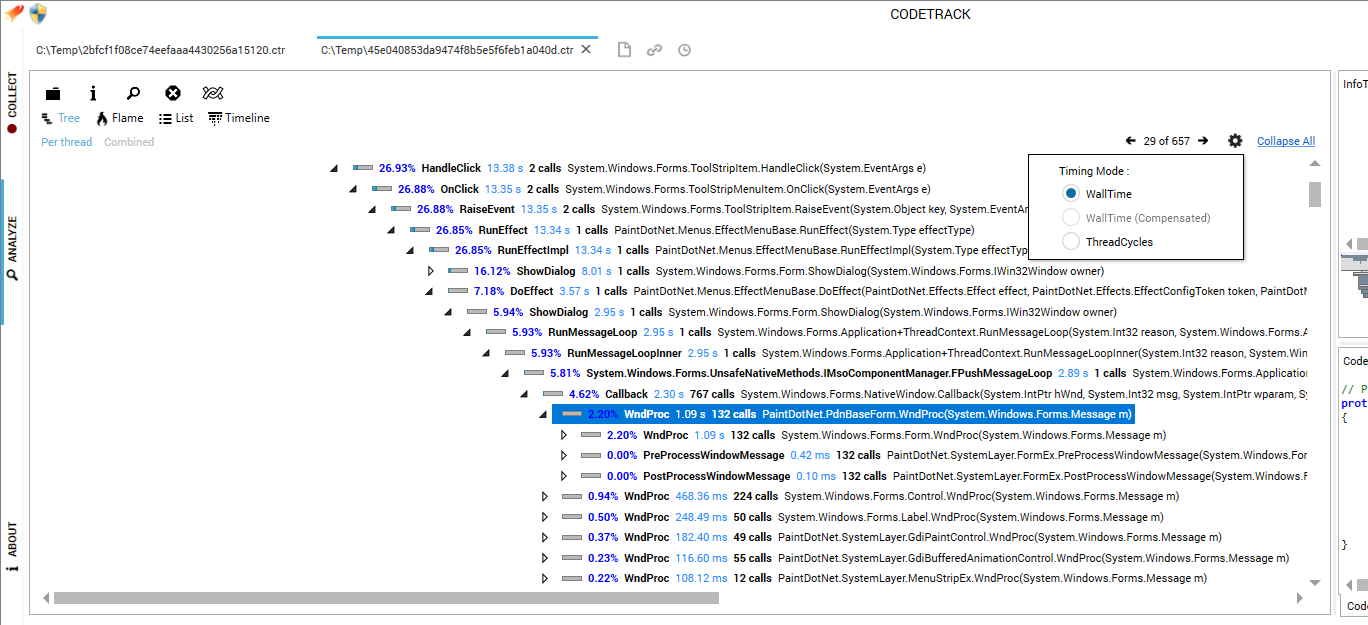 CODETRACK
C:\Temp\2bfcf1f08ce74eefaaa4430256a15120.ctr
C:\Temp\45e040853da9474f8b5e5f6feb1a040d.ctr
COLLECT
ANALYZE
ABOUT
Tree Flame List Timeline
Per thread Combined
29 of 657 Collapse All
Timing Mode :
WallTime
WallTime (Compensated)
ThreadCycles
26.93% HandleClick 13.38 s 2 calls System.Windows.Forms.ToolStripItem.HandleClick(System.EventArgs e)
26.88% OnClick 13.35 s 2 calls System.Windows.Forms.ToolStripMenuItem.OnClick(System.EventArgs e)
26.88% RaiseEvent 13.35 s 2 calls System.Windows.Forms.ToolStripItem.RaiseEvent(System.Object key, System.EventAr
26.85% RunEffect 13.34 s 1 calls PaintDotNet.Menus.EffectMenuBase.RunEffect(System.Type effectType)
26.85% RunEffectImpl 13.34 s 1 calls PaintDotNet.Menus.EffectMenuBase.RunEffectImpl(System.Type effectTyp
16.12% ShowDialog 8.01 s 1 calls System.Windows.Forms.Form.ShowDialog(System.Windows.Forms.IWin32Window owner)
7.18% DoEffect 3.57 s 1 calls PaintDotNet.Menus.EffectMenuBase.DoEffect(PaintDotNet.Effects.Effect effect, PaintDotNet.Effects.EffectConfigToken token, PaintDotN
5.94% ShowDialog 2.95 s 1 calls System.Windows.Forms.Form.ShowDialog(System.Windows.Forms.IWin32Window owner)
5.93% RunMessageLoop 2.95 s 1 calls System.Windows.Forms.Application+ThreadContext.RunMessageLoop(System.Int32 reason, System.Windows.Forms.A
5.93% RunMessageLoopInner 2.95 s 1 calls System.Windows.Forms.Application+ThreadContext.RunMessageLoopInner(System.Int32 reason, System.Win
5.81% System.Windows.Forms.UnsafeNativeMethods.IMsoComponentManager.FPushMessageLoop 2.89 s 1 calls System.Windows.Forms.Application
4.62% Callback 2.30 s 767 calls System.Windows.Forms.NativeWindow.Callback(System.IntPtr hWnd, System.Int32 msg, System.IntPtr wparam, System.Int
2.20% WndProc 1.09 s 132 calls PaintDotNet.PdnBaseForm.WndProc(System.Windows.Forms.Message m)
2.20% WndProc 1.09 s 132 calls System.Windows.Forms.Form.WndProc(System.Windows.Forms.Message m)
0.00% PreProcessWindowMessage 0.42 ms 132 calls PaintDotNet.SystemLayer.FormEx.PreProcessWindowMessage(System.Windows.For
0.00% PostProcessWindowMessage 0.10 ms 132 calls PaintDotNet.SystemLayer.FormEx.PostProcessWindowMessage(System.Windows.F
0.94% WndProc 468.36 ms 224 calls System.Windows.Forms.Control.WndProc(System.Windows.Forms.Message m)
0.50% WndProc 248.49 ms 50 calls System.Windows.Forms.Label.WndProc(System.Windows.Forms.Message m)
0.37% WndProc 182.40 ms 49 calls PaintDotNet.SystemLayer.GdiPaintControl.WndProc(System.Windows.Forms.Message m)
0.23% WndProc 116.60 ms 55 calls PaintDotNet.SystemLayer.GdiBufferedAnimationControl.WndProc(System.Windows.Forms.Message m)
0.22% WndProc 108.12 ms 12 calls PaintDotNet.SystemLayer.MenuStripEx.WndProc(System.Windows.Forms.Message m)
InfoT
Code
// P
prot
{
}
Code